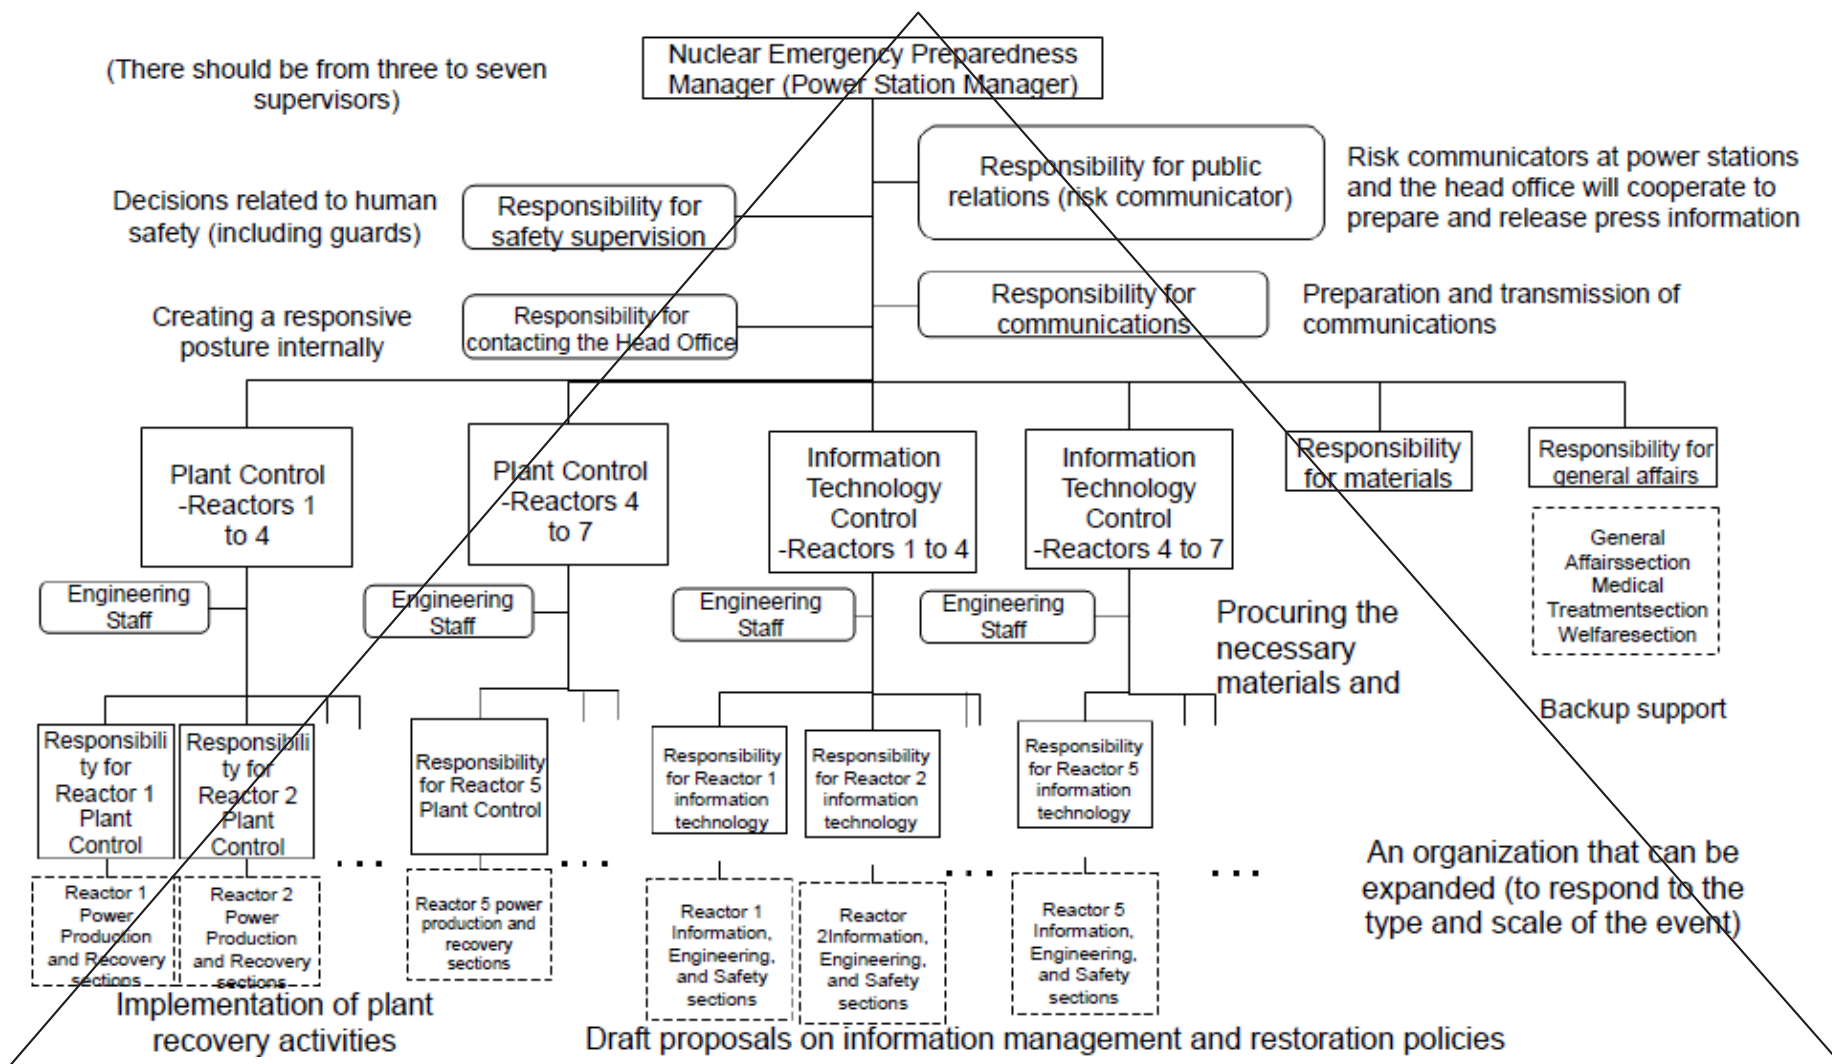 Nuclear Emergency Preparedness
Manager (Power Station Manager)
(There should be from three to seven
supervisors)
Responsibility for public
relations (risk communicator)
Risk communicators at power stations
and the head office will cooperate to
prepare and release press information
Decisions related to human
safety (including guards)
Responsibility for
safety supervision
Responsibility for
communications
Preparation and transmission of
communications
Creating a responsive
posture internally
Responsibility for
contacting the Head Office
Plant Control
-Reactors 1
to 4
Plant Control
-Reactors 4
to 7
Information
Technology
Control
-Reactors 1 to 4
Information
Technology
Control
-Reactors 4 to 7
Responsibility
for materials
Responsibility for
general affairs
General
Affairssection
Medical
Treatmentsection
Welfaresection
Engineering
Staff
Engineering
Staff
Engineering
Staff
Engineering
Staff
Procuring the
necessary
materials and
Backup support
Responsibili
ty for
Reactor 1
Plant
Control
Responsibili
ty for
Reactor 2
Plant
Control
Responsibility
for Reactor 5
Plant Control
Responsibility
for Reactor 1
information
technology
Responsibility
for Reactor 2
information
technology
Responsibility
for Reactor 5
information
technology
...
...
...
...
Reactor 1
Power
Production
and Recovery
sections
Reactor 2
Power
Production
and Recovery
sections
Reactor 5 power
production and
recovery
sections
Reactor 1
Information,
Engineering,
and Safety
sections
Reactor
2Information,
Engineering,
and Safety
sections
Reactor 5
Information,
Engineering,
and Safety
sections
An organization that can be
expanded (to respond to the
type and scale of the event)
Implementation of plant
recovery activities
Draft proposals on information management and restoration policies